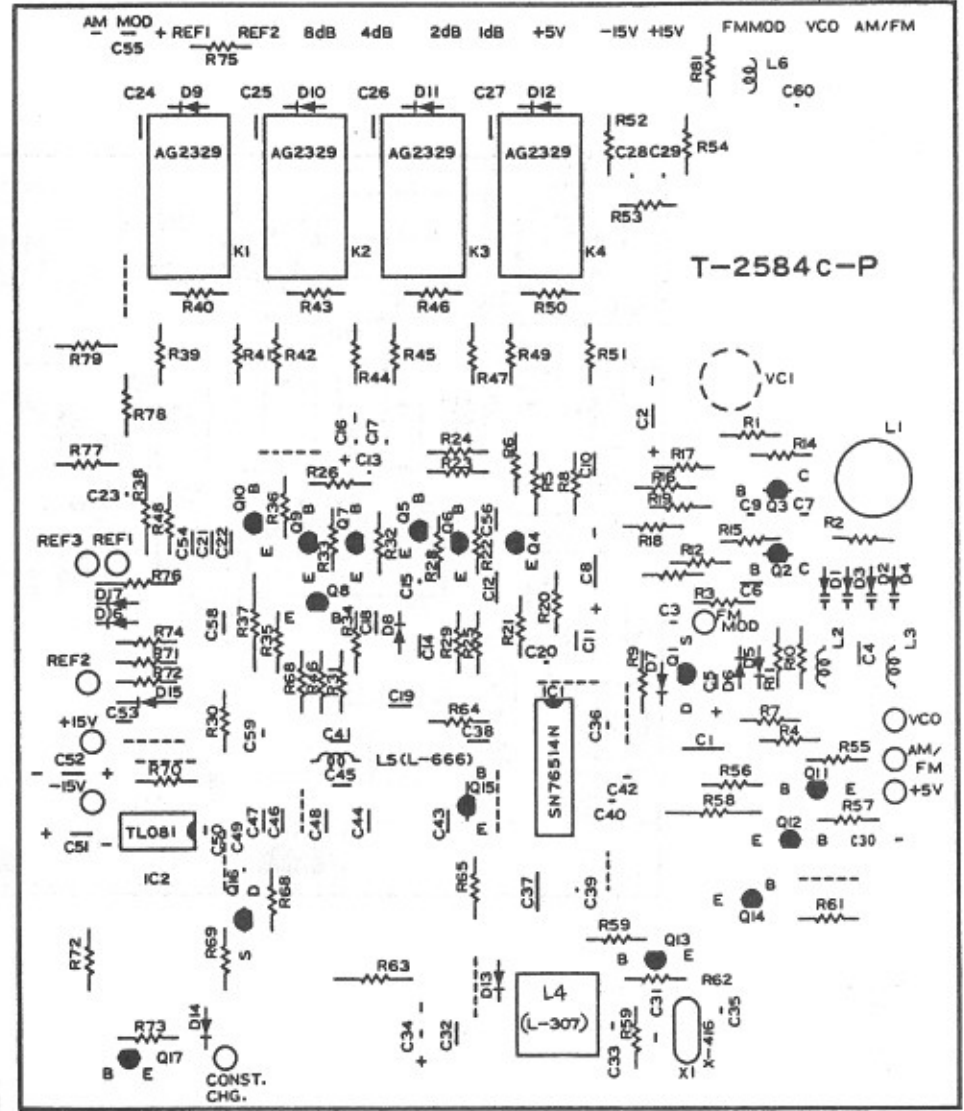 AM MOD + REF1 REF2 8dB 4dB 2dB 1dB +5V -15V +15V FMMOD VCO AM/FM
- - C55 R75 R81 L6 C60
C24 D9 C25 D10 C26 D11 C27 D12
AG2329 AG2329 AG2329 AG2329
R52 C28 C29 R54
R53
K1 K2 K3 K4
T-2584c-P
R40 R43 R46 R50
R79 R39 R41 R42 R44 R45 R47 R49 R51
VC1
R78 C16 C17 C2 - R1 L1
R77 R24 R6 R17 R14
+ C13 R23 +
C23 R38 R26 R5 R8 C10 R16 C
R48 Q10 B R36 Q9 B Q7 Q5 B Q6 B C56 R19 B Q3
C9 C7
REF3 REF1 C54 C21 C22 E R33 R32 E R28 R22 Q4 - R18 R15 R2
R76 E E C15 E E C8 R12 Q2
D17 Q8 C12 B C C6 D1 D3 D2 D4
C58 R37 R35 E B R34 C18 D8 C14 R29 R21 R20 + R3
R74 C11 C3 FM MOD
R71 C20 S L2 C4 L3
REF2 R72 R68 R46 R31 R9 D7 Q1 C5 D6 D5 R11 R10
D15 IC1 D +
C53 R30 C59 C19 R64 C36 R7 VCO
+15V C41 C38 C1 R4
C52 L5(L-666) R55 AM/FM
- + R70 C45 B SN76514N C42 R56 Q11
-15V Q15 B E +5V
R58 R57
+ C51 - TL081 C50 C49 C47 C46 C48 C44 C43 E C40 Q12
E B C30 -
IC2 Q16 D R68 R65 C37 C39 B
E Q14 R61
R72 R69 S R59 Q13
B E
R63 D13 L4 R62
(L-307)
D14 - C31 C35
R73 C34 C32 C33 R59 - X1 X-416
B E Q17 +
CONST.
CHG.